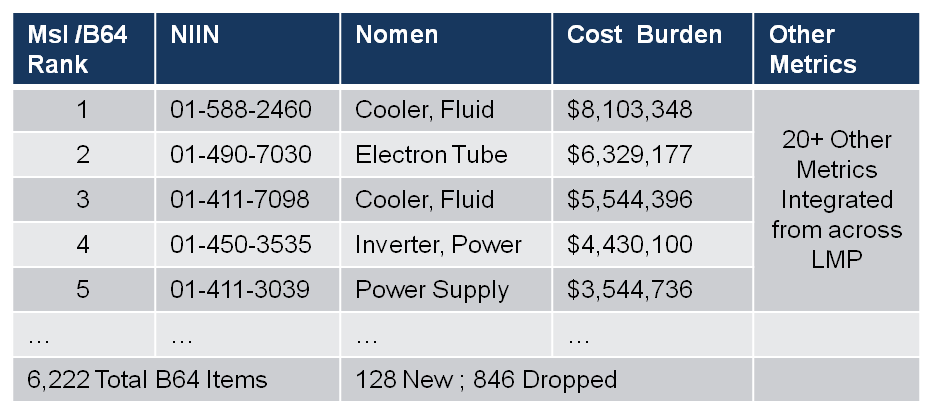 Msl /B64 Rank NIIN Nomen Cost Burden Other Metrics
1 01-588-2460 Cooler, Fluid $8,103,348
2 01-490-7030 Electron Tube $6,329,177
3 01-411-7098 Cooler, Fluid $5,544,396
4 01-450-3535 Inverter, Power $4,430,100
5 01-411-3039 Power Supply $3,544,736
20+ Other
Metrics
Integrated
from across
LMP
… … … …
6,222 Total B64 Items 128 New ; 846 Dropped